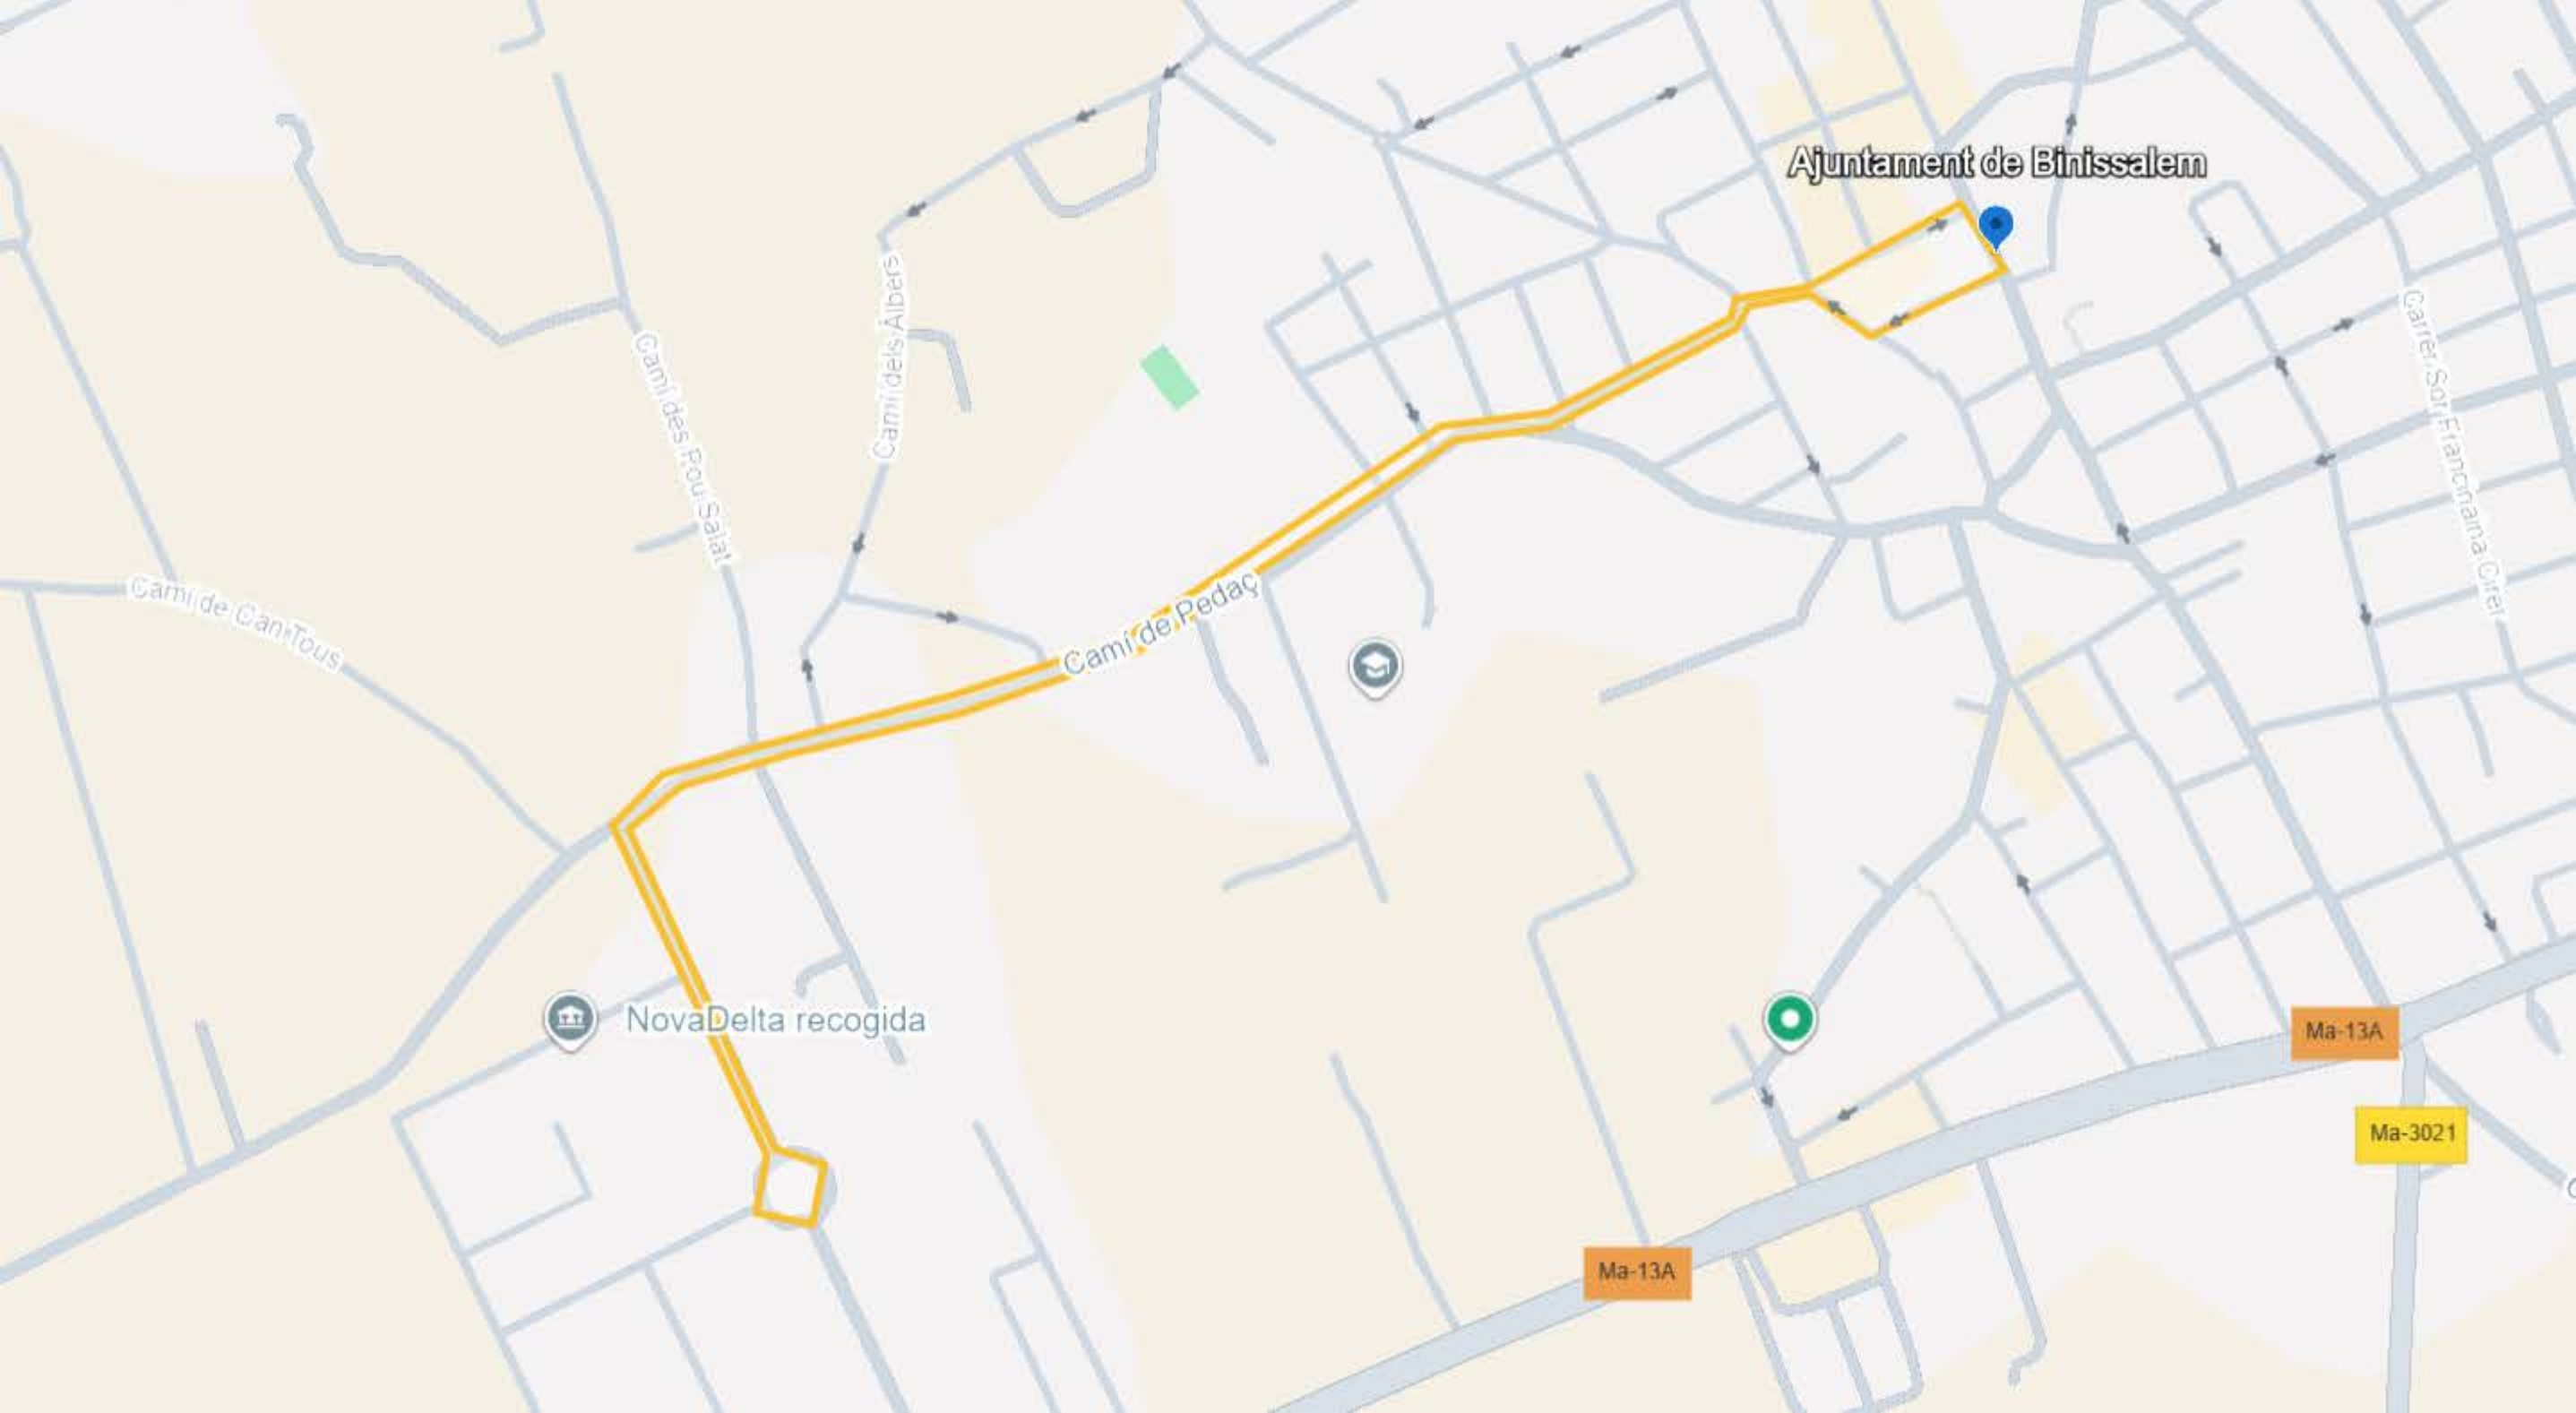 Ajuntament de Binissalem
Camí dels Àlbers
Camí des Pou Salat
Carrer Sor Francinaina Cirer
Camí de Can Tous
Camí de Pedaç
NovaDelta recogida
Ma-13A
Ma-3021
Ma-13A